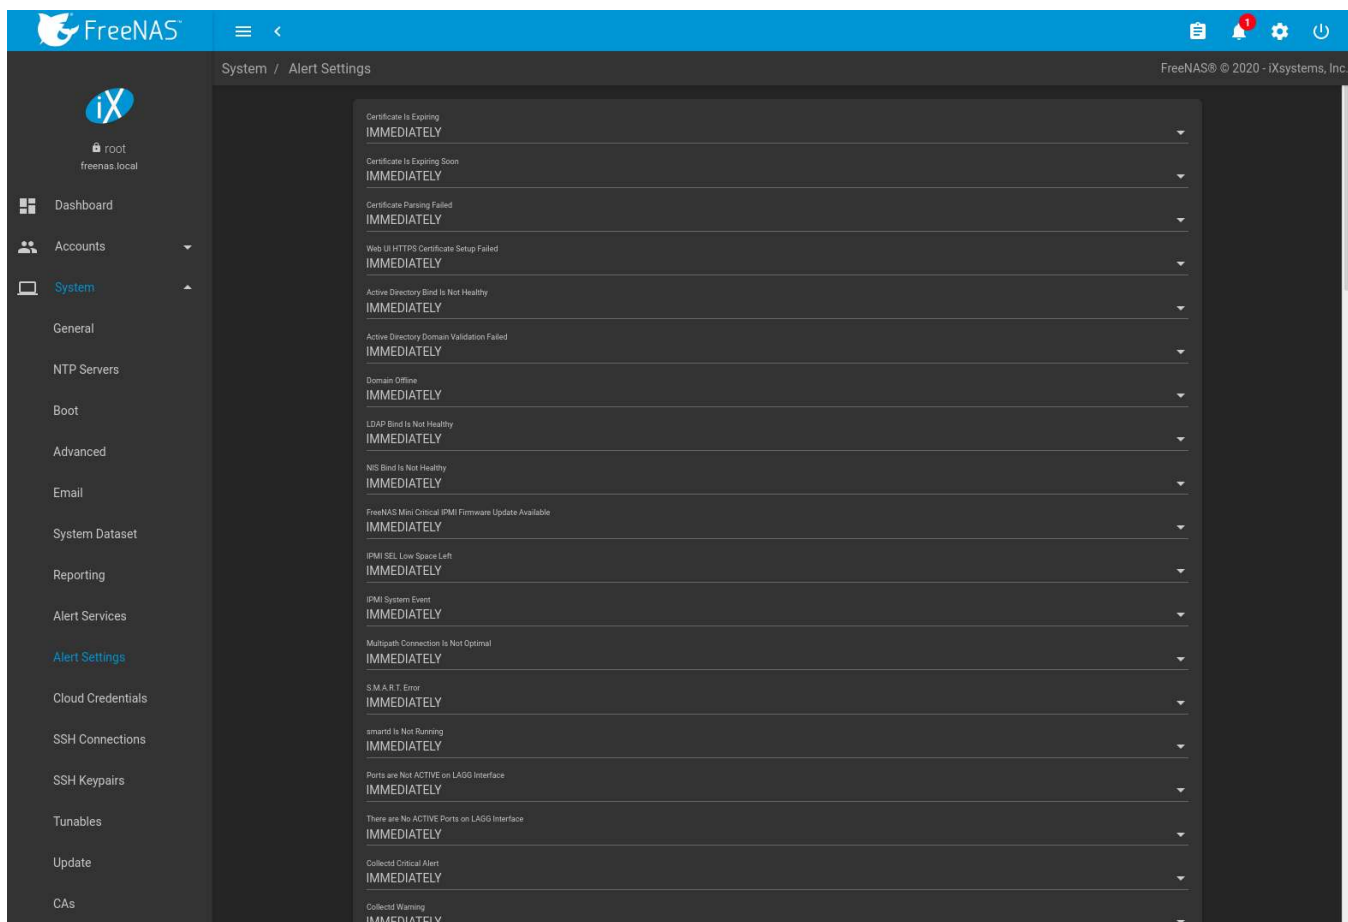 FreeNAS™
1
System / Alert Settings
FreeNAS® © 2020 - iXsystems, Inc.
iX
root
freenas.local
Dashboard
Accounts
System
General
NTP Servers
Boot
Advanced
Email
System Dataset
Reporting
Alert Services
Alert Settings
Cloud Credentials
SSH Connections
SSH Keypairs
Tunables
Update
CAs
Certificate Is Expiring
IMMEDIATELY
Certificate Is Expiring Soon
IMMEDIATELY
Certificate Parsing Failed
IMMEDIATELY
Web UI HTTPS Certificate Setup Failed
IMMEDIATELY
Active Directory Bind Is Not Healthy
IMMEDIATELY
Active Directory Domain Validation Failed
IMMEDIATELY
Domain Offline
IMMEDIATELY
LDAP Bind Is Not Healthy
IMMEDIATELY
NIS Bind Is Not Healthy
IMMEDIATELY
FreeNAS Mini Critical IPMI Firmware Update Available
IMMEDIATELY
IPMI SEL Low Space Left
IMMEDIATELY
IPMI System Event
IMMEDIATELY
Multipath Connection Is Not Optimal
IMMEDIATELY
S.M.A.R.T. Error
IMMEDIATELY
smartd Is Not Running
IMMEDIATELY
Ports are Not ACTIVE on LAGG Interface
IMMEDIATELY
There are No ACTIVE Ports on LAGG Interface
IMMEDIATELY
Collectd Critical Alert
IMMEDIATELY
Collectd Warning
IMMEDIATELY